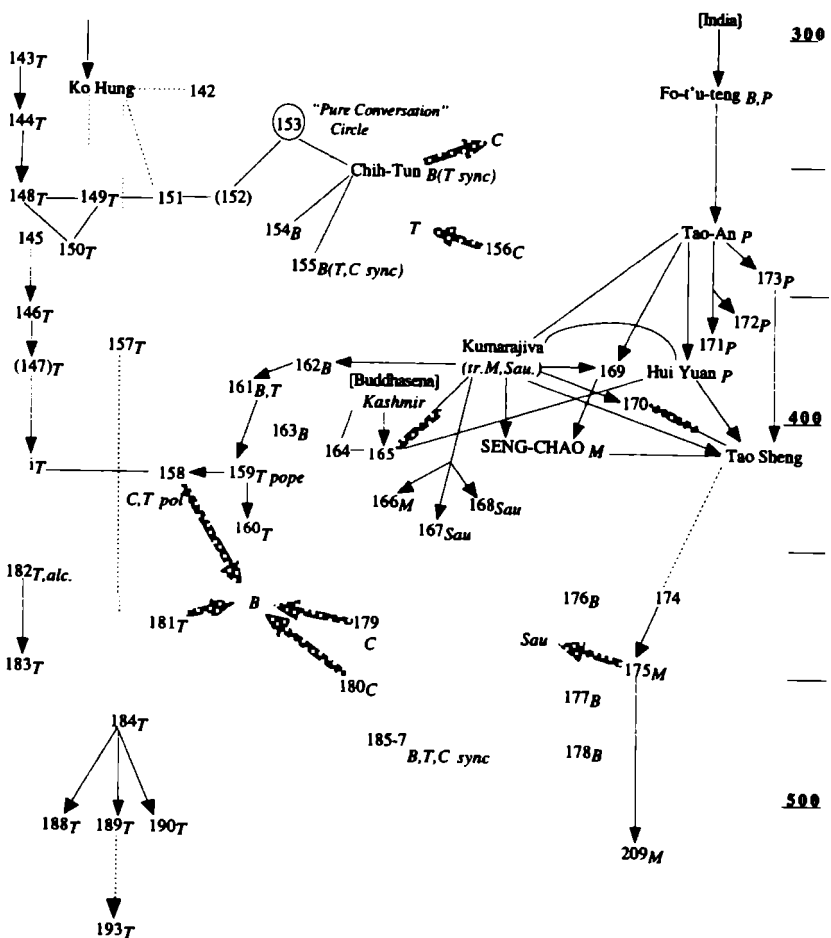 [India]
300
143T
Ko Hung
142
Fo-t'u-teng B,P
"Pure Conversation"
Circle
153
144T
C
Chih-Tun B(T sync)
148T
149T
151
(152)
154B
T
156C
Tao-An P
145
150T
155B(T,C sync)
173P
146T
172P
157T
171P
Kumarajiva
(tr.M,Sau.)
169
Hui Yuan P
(147)T
162B
[Buddhasena]
Kashmir
161B,T
170
400
163B
164
165
SENG-CHAO M
Tao Sheng
iT
158
C,T pol
159T pope
166M
168Sau
160T
167Sau
182T,alc.
176B
174
B
181T
179
C
Sau
183T
175M
180C
177B
184T
185-7
B,T,C sync
178B
500
188T
189T
190T
209M
193T